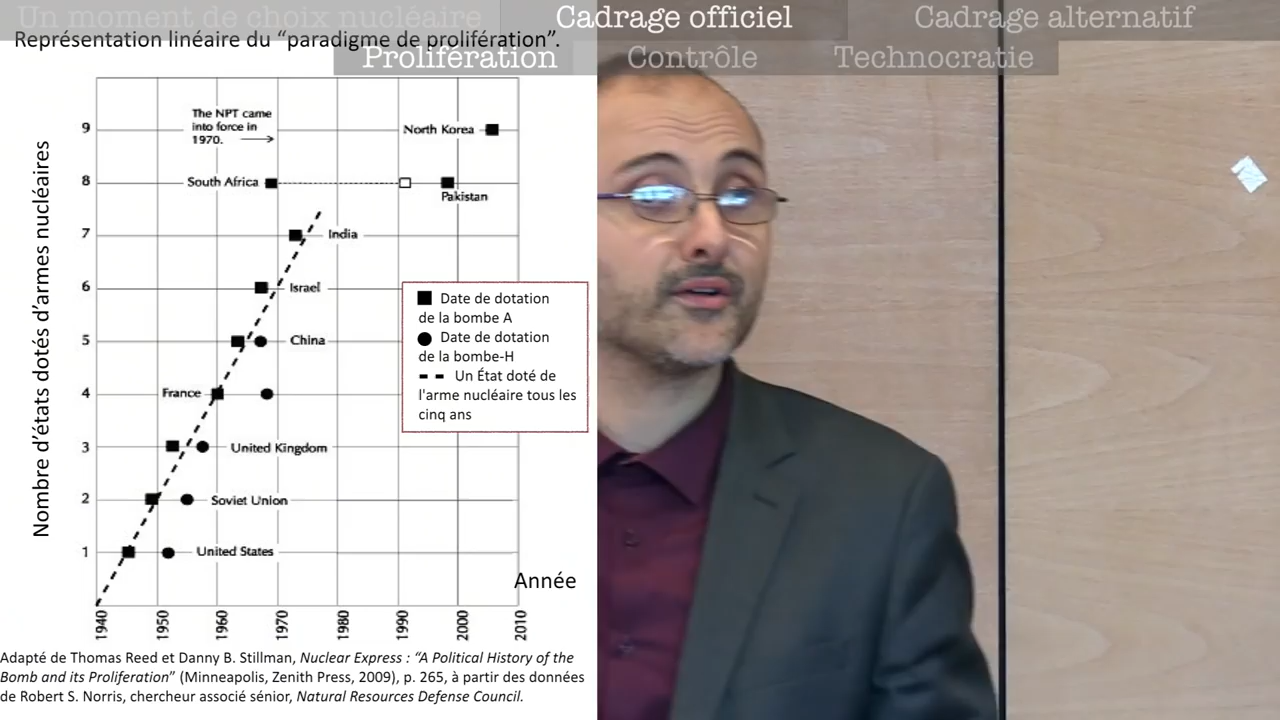 Un moment de choix nucléaire
Cadrage officiel
Cadrage alternatif
Représentation linéaire du “paradigme de prolifération”.
Prolifération
Contrôle
Technocratie
Nombre d’états dotés d’armes nucléaires
9
8
7
6
5
4
3
2
1
The NPT came
into force in
1970.
North Korea
South Africa
Pakistan
India
Israel
China
France
United Kingdom
Soviet Union
United States
Date de dotation
de la bombe A
Date de dotation
de la bombe-H
Un État doté de
l'arme nucléaire tous les
cinq ans
Année
1940
1950
1960
1970
1980
1990
2000
2010
Adapté de Thomas Reed et Danny B. Stillman, Nuclear Express : “A Political History of the
Bomb and its Proliferation” (Minneapolis, Zenith Press, 2009), p. 265, à partir des données
de Robert S. Norris, chercheur associé sénior, Natural Resources Defense Council.